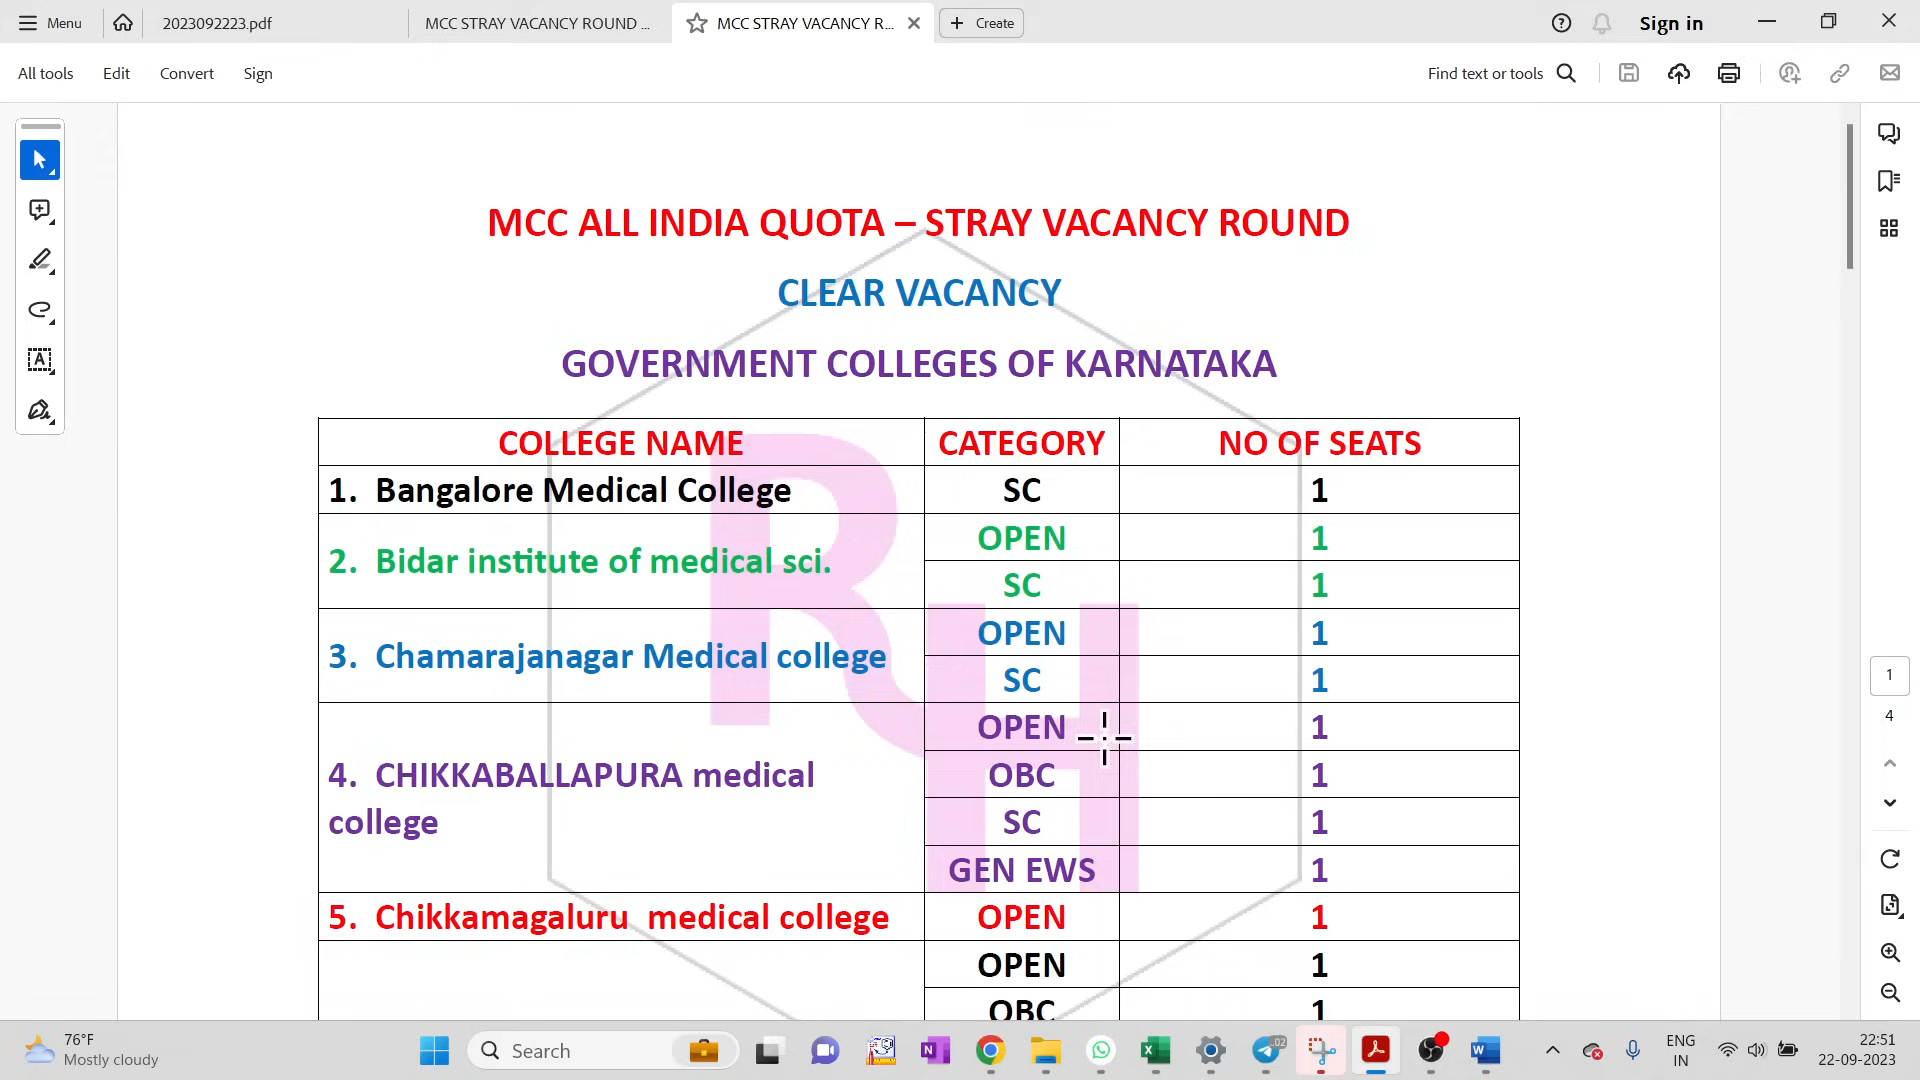 Menu
2023092223.pdf
MCC STRAY VACANCY ROUND ...
MCC STRAY VACANCY R...
Create
Sign in
All tools
Edit
Convert
Sign
Find text or tools
MCC ALL INDIA QUOTA – STRAY VACANCY ROUND
CLEAR VACANCY
GOVERNMENT COLLEGES OF KARNATAKA
COLLEGE NAME CATEGORY NO OF SEATS
1. Bangalore Medical College SC 1
2. Bidar institute of medical sci. OPEN 1
SC 1
3. Chamarajanagar Medical college OPEN 1
SC 1
4. CHIKKABALLAPURA medical
college
OPEN 1
OBC 1
SC 1
GEN EWS 1
5. Chikkamagaluru medical college OPEN 1
OPEN 1
OBC 1
RH
1
4
76°F
Mostly cloudy
Search
ENG
IN
22:51
22-09-2023